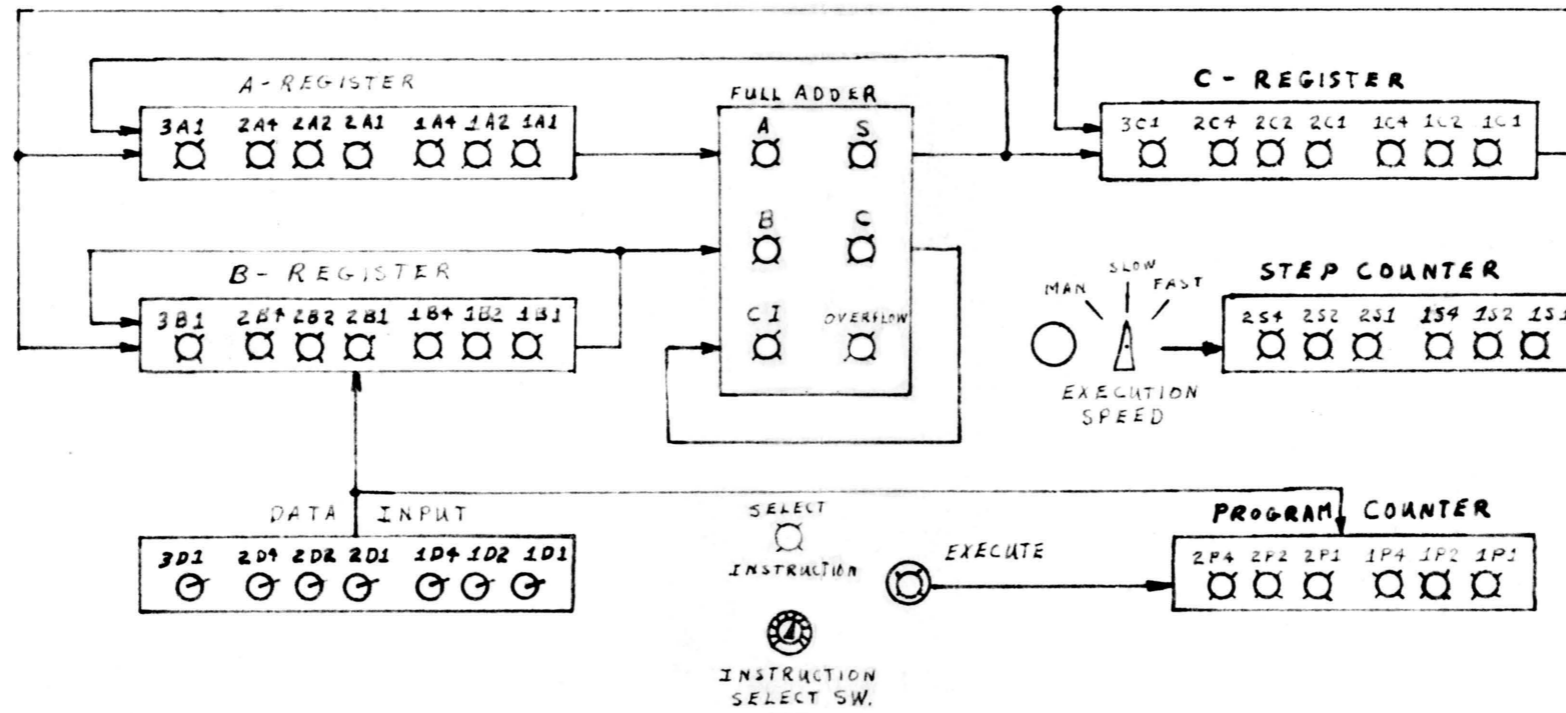 A-REGISTER
3A1 2A4 2A2 2A1 1A4 1A2 1A1
FULL ADDER
A S
B C
CI OVERFLOW
C-REGISTER
3C1 2C4 2C2 2C1 1C4 1C2 1C1
B-REGISTER
3B1 2B4 2B2 2B1 1B4 1B2 1B1
MAN SLOW FAST
EXECUTION
SPEED
STEP COUNTER
2S4 2S2 2S1 1S4 1S2 1S1
DATA INPUT
3D1 2D4 2D2 2D1 1D4 1D2 1D1
SELECT
INSTRUCTION
INSTRUCTION
SELECT SW.
EXECUTE
PROGRAM COUNTER
2P4 2P2 2P1 1P4 1P2 1P1